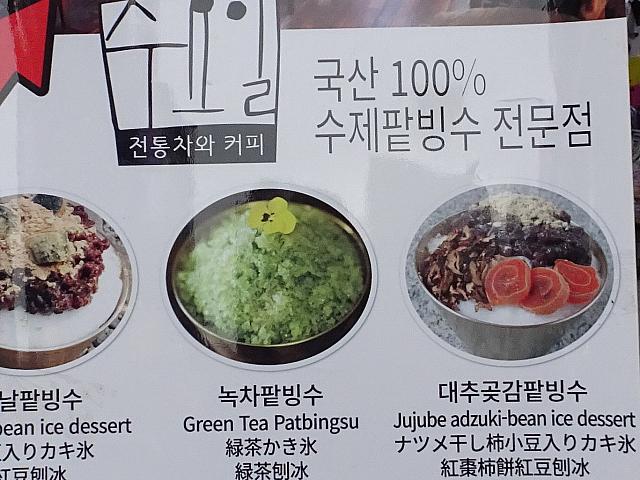 수요일
전통차와 커피
국산 100%
수제팥빙수 전문점
날팥빙수
bean ice dessert
入りカキ氷
紅豆刨冰
녹차팥빙수
Green Tea Patbingsu
緑茶かき氷
緑茶刨冰
대추곶감팥빙수
Jujube adzuki-bean ice dessert
ナツメ干し柿小豆入りカキ氷
紅棗柿餅紅豆刨冰